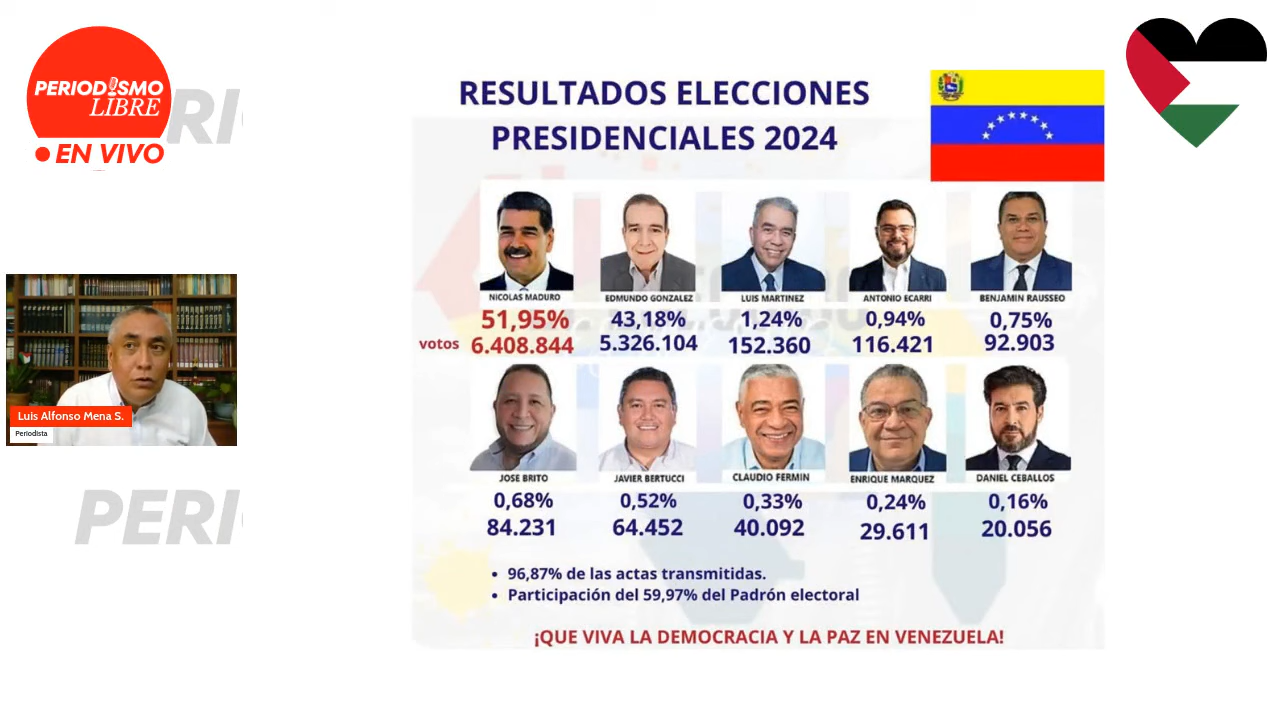 PERIODISMO
LIBRE
EN VIVO
PERI
Luis Alfonso Mena S.
Periodista
PERI
RESULTADOS ELECCIONES
PRESIDENCIALES 2024
NICOLAS MADURO
EDMUNDO GONZALEZ
LUIS MARTINEZ
ANTONIO ECARRI
BENJAMIN RAUSSEO
51,95%
43,18%
1,24%
0,94%
0,75%
votos
6.408.844
5.326.104
152.360
116.421
92.903
JOSE BRITO
JAVIER BERTUCCI
CLAUDIO FERMIN
ENRIQUE MARQUEZ
DANIEL CEBALLOS
0,68%
0,52%
0,33%
0,24%
0,16%
84.231
64.452
40.092
29.611
20.056
• 96,87% de las actas transmitidas.
• Participación del 59,97% del Padrón electoral
¡QUE VIVA LA DEMOCRACIA Y LA PAZ EN VENEZUELA!